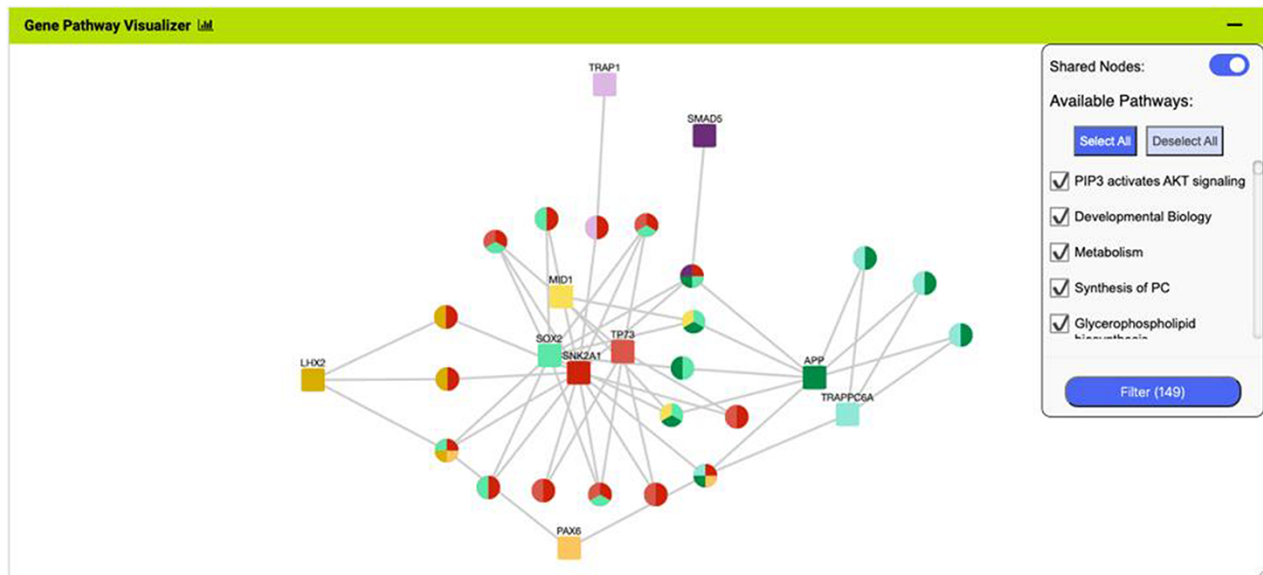 Gene Pathway Visualizer
TRAP1
SMAD5
MID1
SOX2
TP73
SNK2A1
LHX2
APP
TRAPPC6A
PAX6
Shared Nodes:
Available Pathways:
Select All Deselect All
PIP3 activates AKT signaling
Developmental Biology
Metabolism
Synthesis of PC
Glycerophospholipid
biosynthesis
Filter (149)